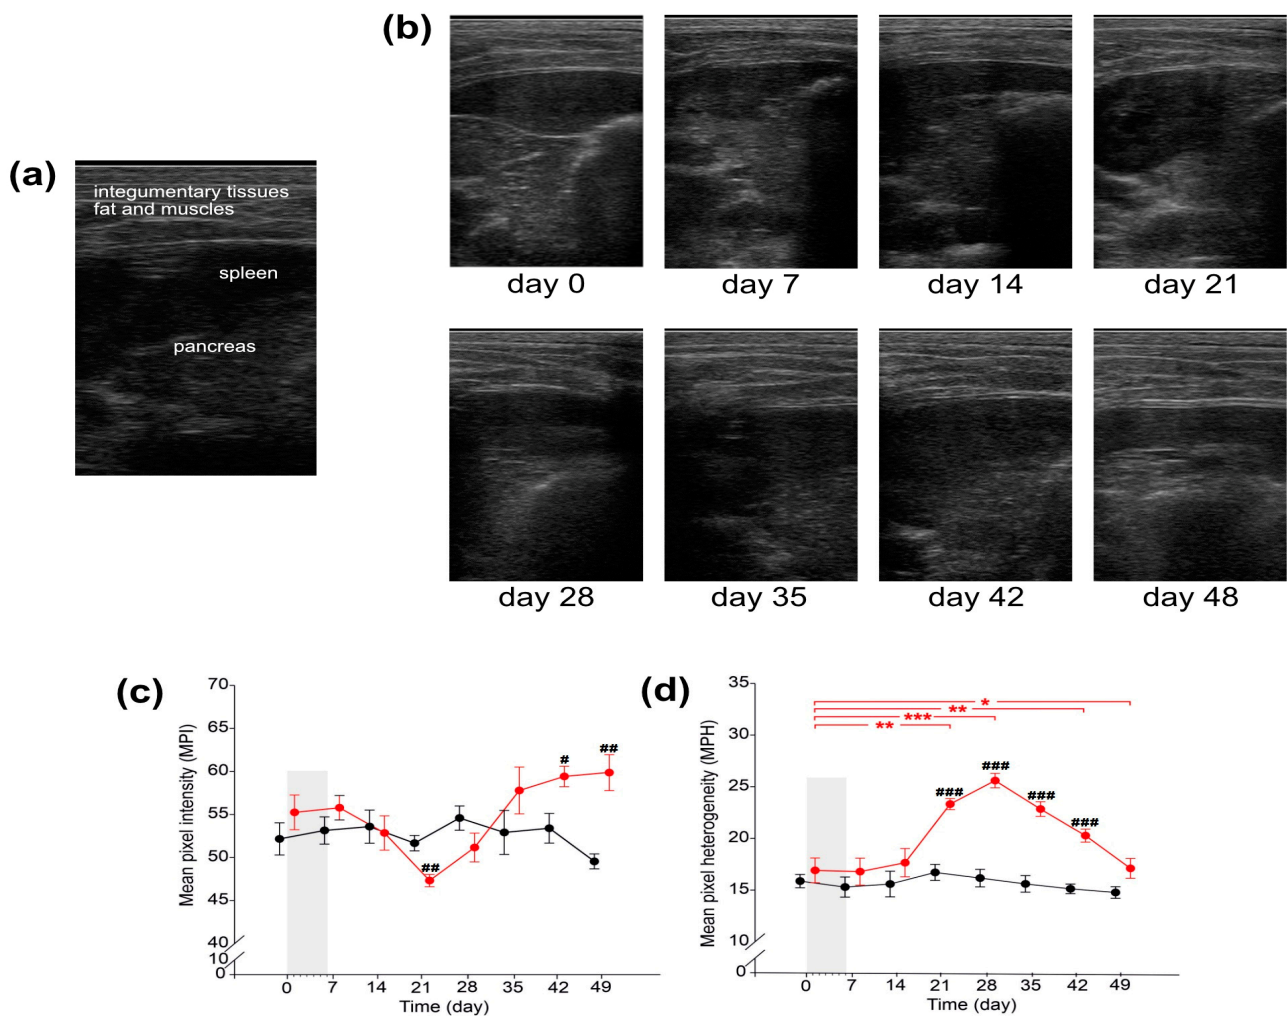 (a)
integumentary tissues
fat and muscles
spleen
pancreas
(b)
day 0
day 7
day 14
day 21
day 28
day 35
day 42
day 48
(c)
Mean pixel intensity (MPI)
70
65
60
55
50
45
40
10
0
##
#
##
0 7 14 21 28 35 42 49
Time (day)
(d)
Mean pixel heterogeneity (MPH)
35
30
25
20
15
10
0
*
**
***
**
###
###
###
###
0 7 14 21 28 35 42 49
Time (day)